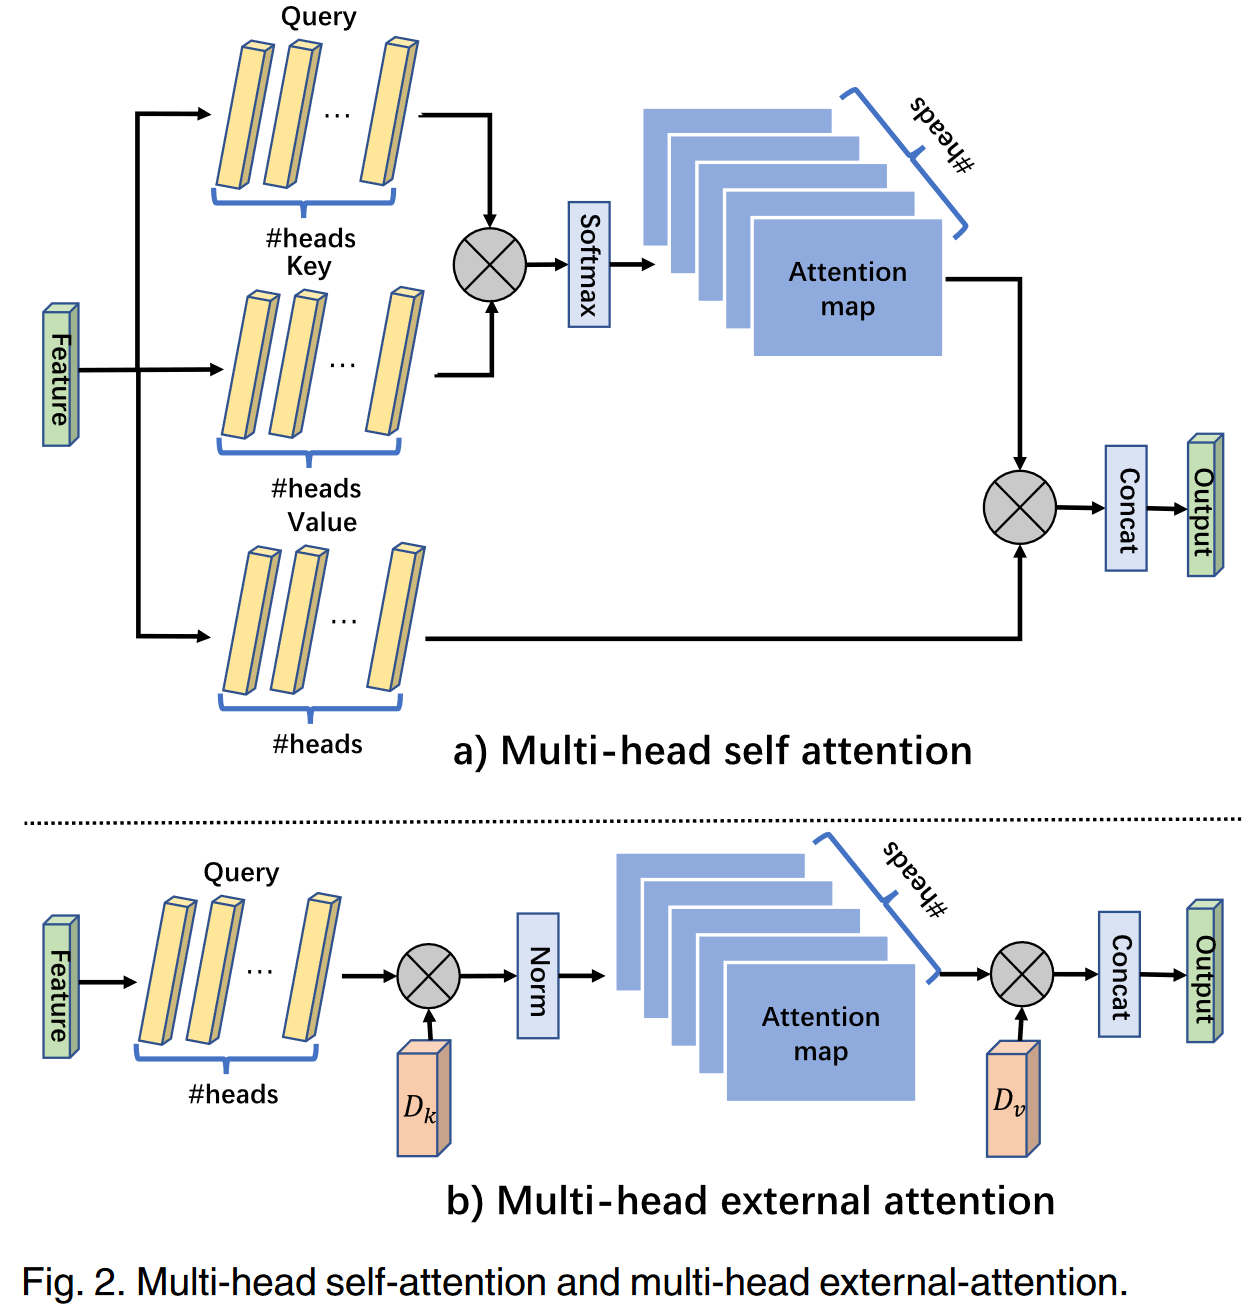 Query
...
#heads
#heads
Key
Softmax
Attention
map
...
Feature
#heads
Value
...
Concat
Output
#heads
a) Multi-head self attention
Query
#heads
Feature
...
Norm
Attention
map
Concat
Output
#heads
D_k
D_v
b) Multi-head external attention
Fig. 2. Multi-head self-attention and multi-head external-attention.